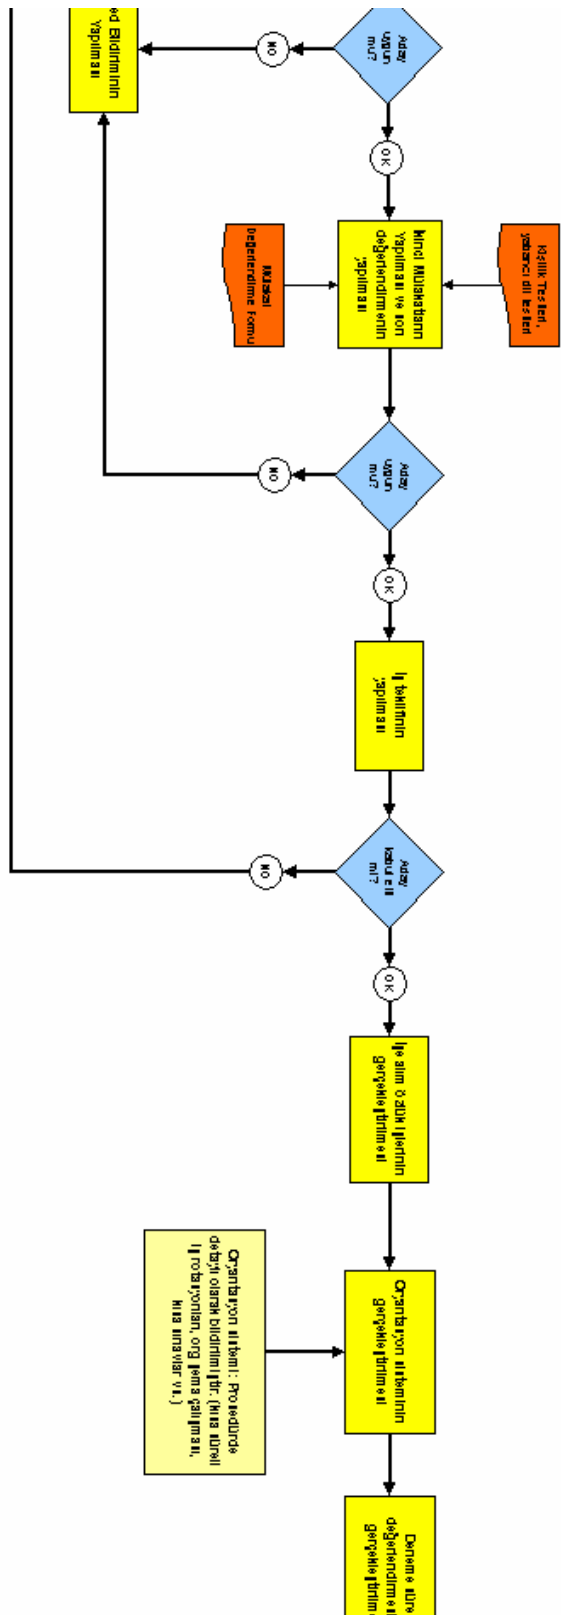 ed Bildiriminin
Yapılması
NO
Aday
uygun
mu?
OK
Mülakat
Değerlendirme Formu
İkinci Mülakatların
Yapılması ve son
değerlendirmenin
yapılması
Kişilik Testleri,
yabancı dil testleri
NO
Aday
uygun
mu?
OK
İş teklifinin
yapılması
NO
Aday
kabul etti
mi?
OK
İşe alım özlük işlerinin
gerçekleştirilmesi
Oryantasyon sistemi: Prosedürde
detaylı olarak bildirilmiştir. (kısa süreli
iş rotasyonları, org. şema çalışması,
kısa sınavlar vs.)
Oryantasyon sisteminin
gerçekleştirilmesi
Deneme süre
değerlendirme
gerçekleştirilm